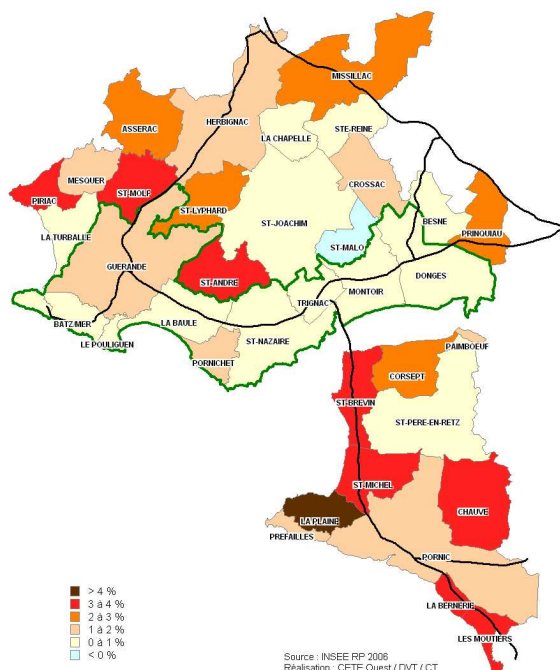 MISSILLAC
HERBIGNAC
ASSERAC
STE-REINE
LA CHAPELLE
MESQUER
CROSSAC
ST-MOLF
PIRIAC
ST-LYPHARD
BESNE
ST-JOACHIM
PRINQUIAU
LA TURBALLE
ST-MALO
GUERANDE
ST-ANDRE
DONGES
MONTOIR
TRIGNAC
BATZ/MER
LA BAULE
LE POULIGUEN
ST-NAZAIRE
PORNICHET
PAIMBOEUF
CORSEPT
ST-BREVIN
ST-PERE-EN-RETZ
ST-MICHEL
CHAUVE
LA PLAINE
PREFAILLES
PORNIC
LA BERNERIE
LES MOUTIERS
> 4 %
3 à 4 %
2 à 3 %
1 à 2 %
0 à 1 %
<0 %
Source : INSEE RP 2006
Réalisation : CETE Ouest / DVT / CT